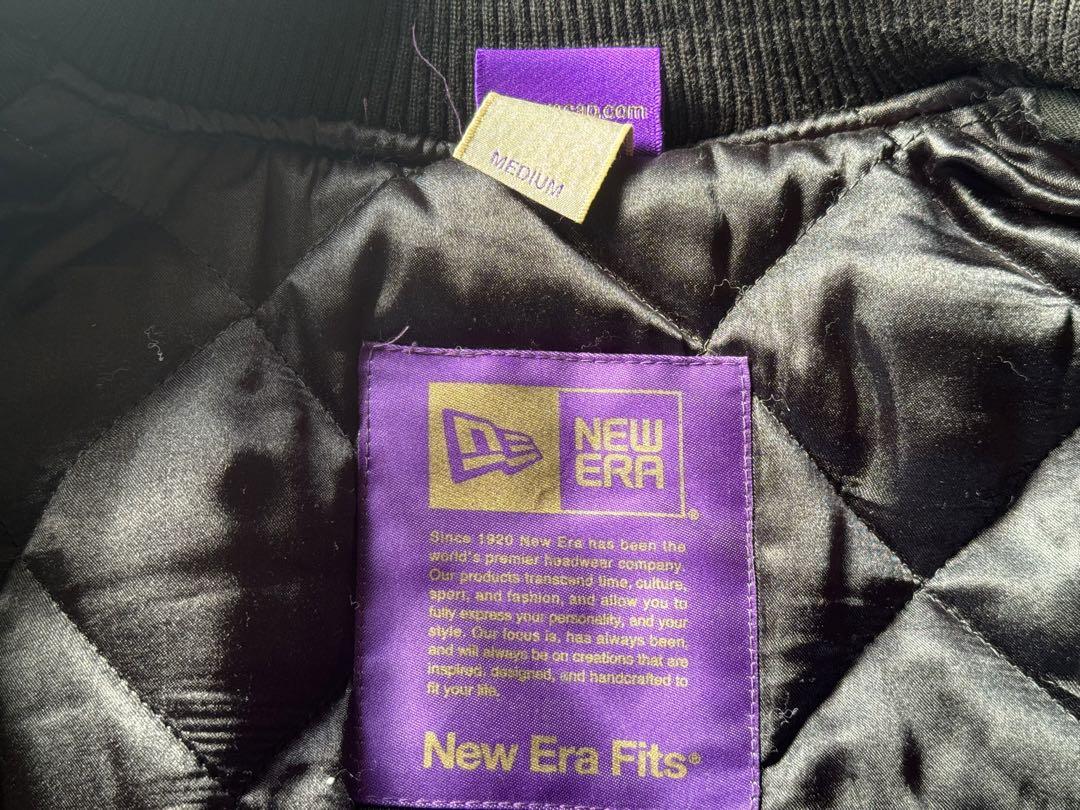 cap.com
MEDIUM
NEW
ERA
®
Since 1920 New Era has been the
world's premier headwear company.
Our products transcend time, culture,
sport, and fashion, and allow you to
fully express your personality, and your
style. Our focus is, has always been,
and will always be on creations that are
inspired, designed, and handcrafted to
fit your life.
New Era Fits®